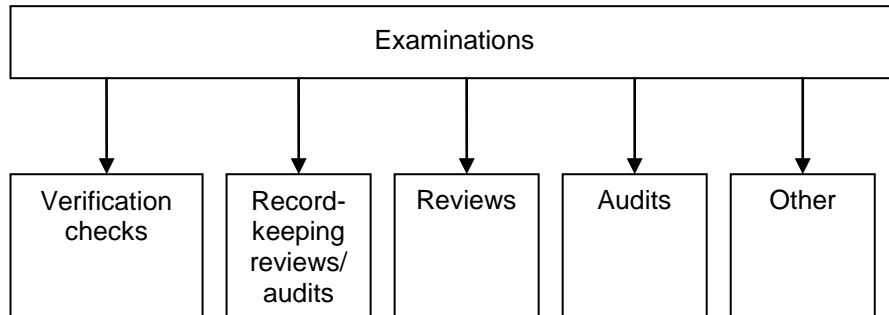 Examinations
Verification
checks
Record-
keeping
reviews/
audits
Reviews
Audits
Other